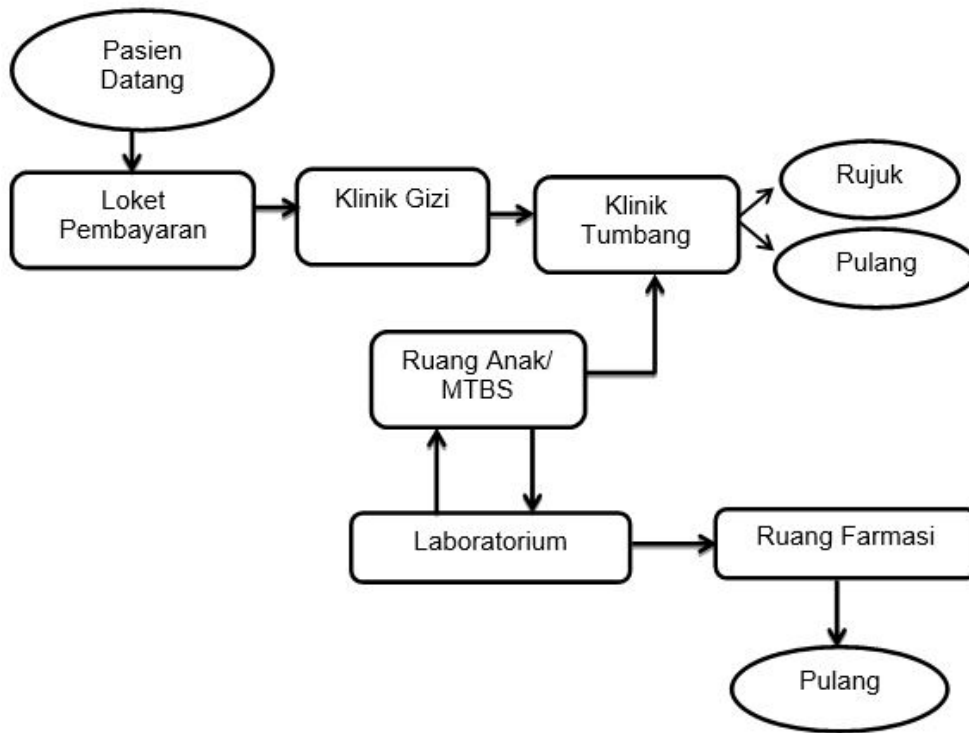 Pasien
Datang
Loket
Pembayaran
Klinik Gizi
Klinik
Tumbang
Rujuk
Pulang
Ruang Anak/
MTBS
Laboratorium
Ruang Farmasi
Pulang